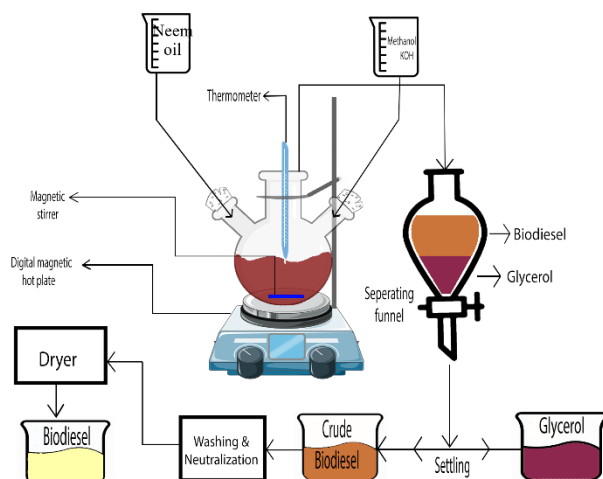 Neem
oil
Methanol
KOH
Thermometer
Magnetic
stirrer
Digital magnetic
hot plate
Biodiesel
Glycerol
Seperating
funnel
Dryer
Biodiesel
Washing &
Neutralization
Crude
Biodiesel
Settling
Glycerol